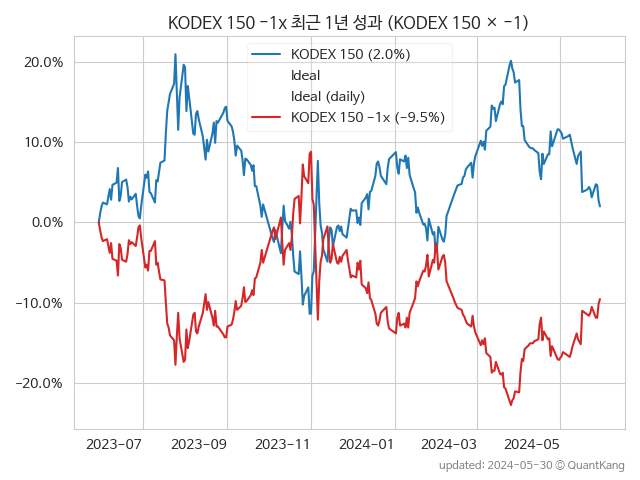 KODEX 150 -1x 최근 1년 성과 (KODEX 150 × -1)
KODEX 150 (2.0%)
Ideal
Ideal (daily)
KODEX 150 -1x (-9.5%)
20.0%
10.0%
0.0%
-10.0%
-20.0%
2023-07 2023-09 2023-11 2024-01 2024-03 2024-05
updated: 2024-05-30 © QuantKang